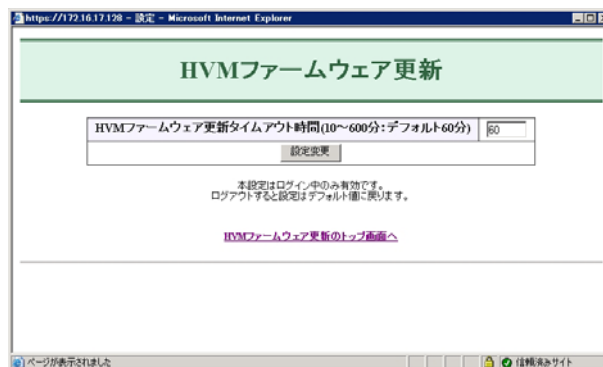 https://172.16.17.128 - 設定 - Microsoft Internet Explorer
HVMファームウェア更新
HVMファームウェア更新タイムアウト時間(10～600分:デフォルト60分) 60
設定変更
本設定はログイン中のみ有効です。
ログアウトすると設定はデフォルト値に戻ります。
HVMファームウェア更新のトップ画面へ
ページが表示されました 信頼済みサイト